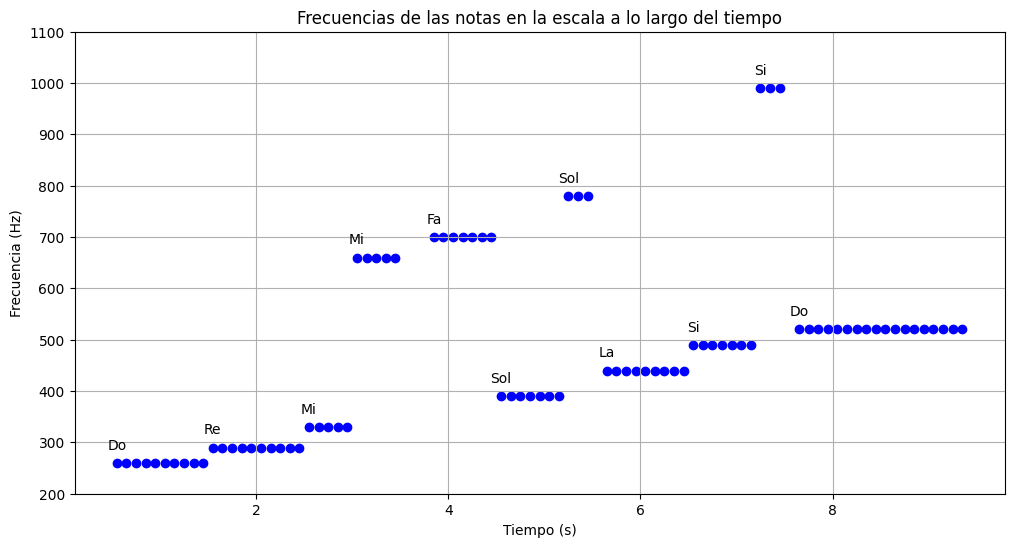 Frecuencias de las notas en la escala a lo largo del tiempo
1100
1000
900
800
700
600
500
400
300
200
Frecuencia (Hz)
Si
Sol
Fa
Mi
Do
Si
La
Sol
Mi
Re
Do
2
4
6
8
Tiempo (s)